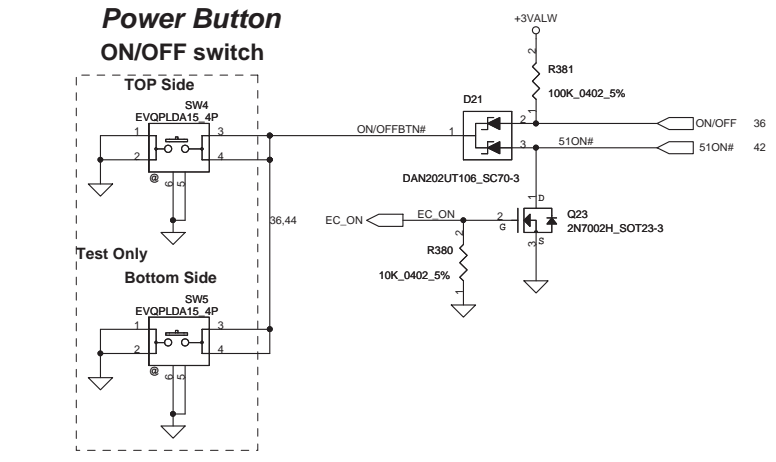 Power Button
ON/OFF switch
TOP Side
SW4
EVQPLDA15_4P
1
3
2
4
@
6
5
Test Only
Bottom Side
SW5
EVQPLDA15_4P
1
3
2
4
@
6
5
36,44
ON/OFFBTN#
+3VALW
2
R381
100K_0402_5%
1
D21
1
2
3
DAN202UT106_SC70-3
ON/OFF 36
51ON#
51ON# 42
EC_ON
EC_ON
2
G
1
D
Q23
2N7002H_SOT23-3
3
S
2
R380
10K_0402_5%
1